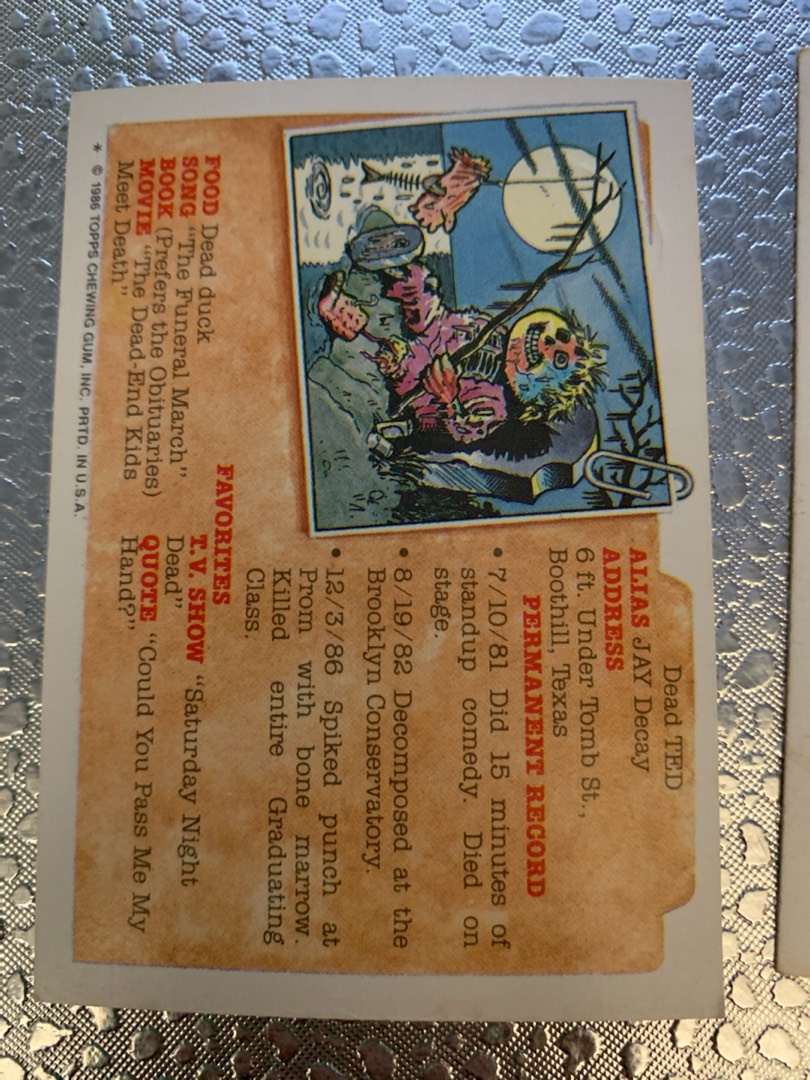 Dead TED
ALIAS JAY Decay
ADDRESS
6 ft. Under Tomb St.,
Boothill, Texas
PERMANENT RECORD
• 7/10/81 Did 15 minutes of
standup comedy. Died on
stage.
• 8/19/82 Decomposed at the
Brooklyn Conservatory.
• 12/3/86 Spiked punch at
Prom with bone marrow.
Killed entire Graduating
Class.
FAVORITES
FOOD Dead duck
SONG "The Funeral March"
BOOK (Prefers the Obituaries)
MOVIE "The Dead-End Kids
Meet Death"
T.V. SHOW "Saturday Night
Dead"
QUOTE "Could You Pass Me My
Hand?"
* © 1986 TOPPS CHEWING GUM, INC. PRTD. IN U.S.A.